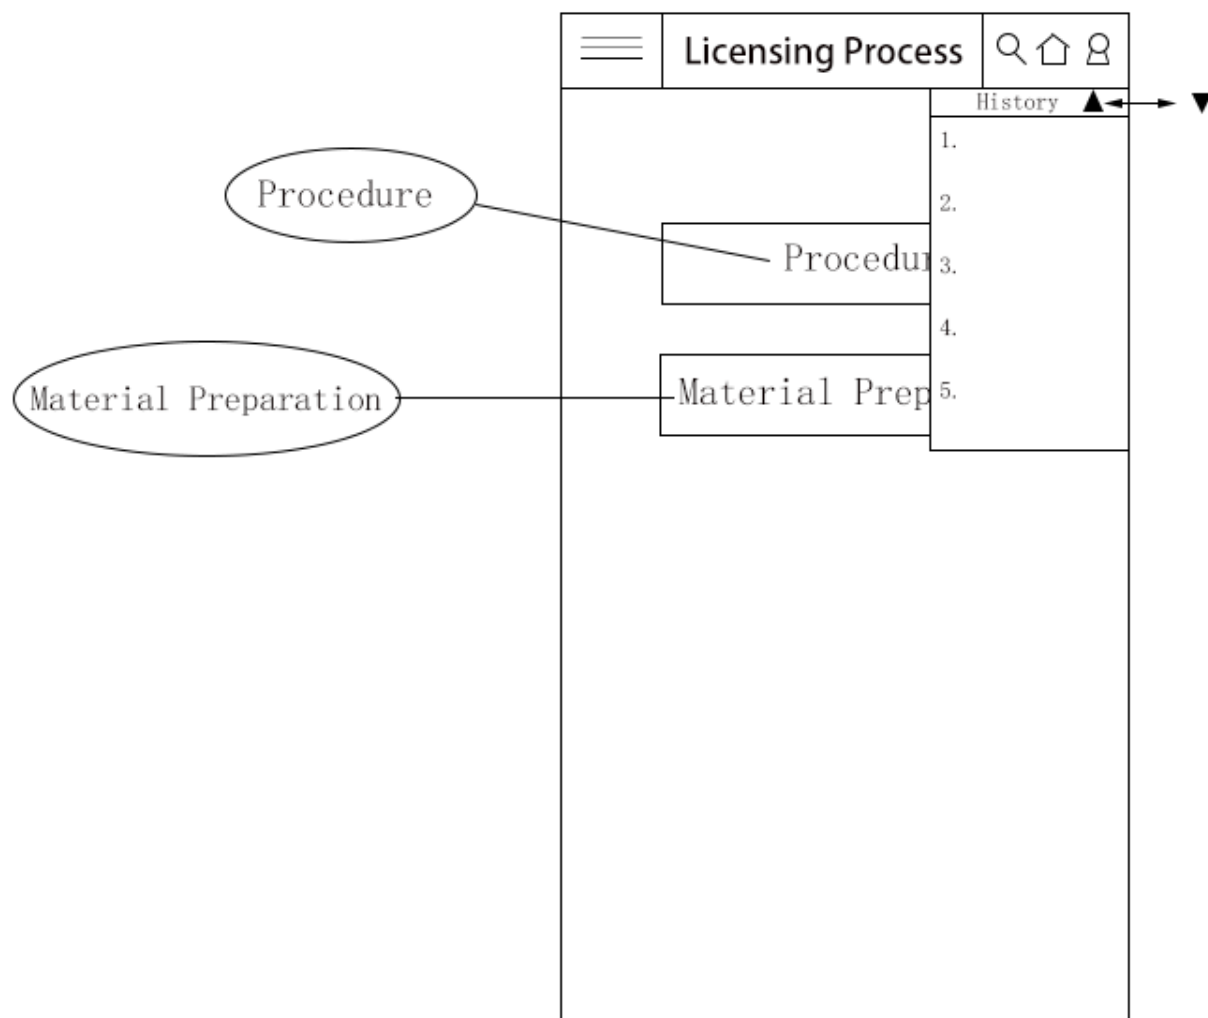 Licensing Process
History ▲ ▼
1.
Procedure
2.
Procedur
3.
4.
Material Preparation
Material Prep
5.